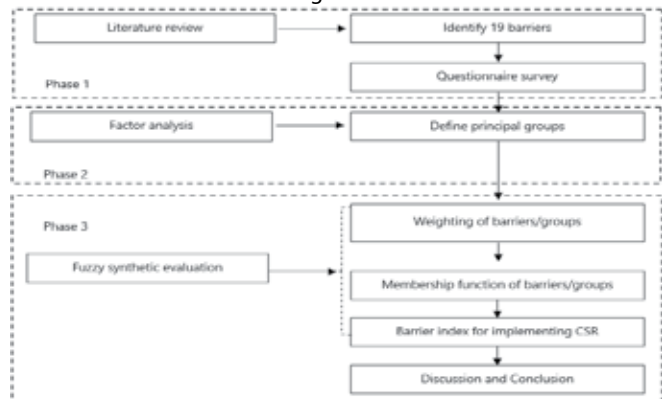 Literature review
Identify 19 barriers
Questionnaire survey
Phase 1
Factor analysis
Define principal groups
Phase 2
Phase 3
Weighting of barriers/groups
Fuzzy synthetic evaluation
Membership function of barriers/groups
Barrier index for implementing CSR
Discussion and Conclusion